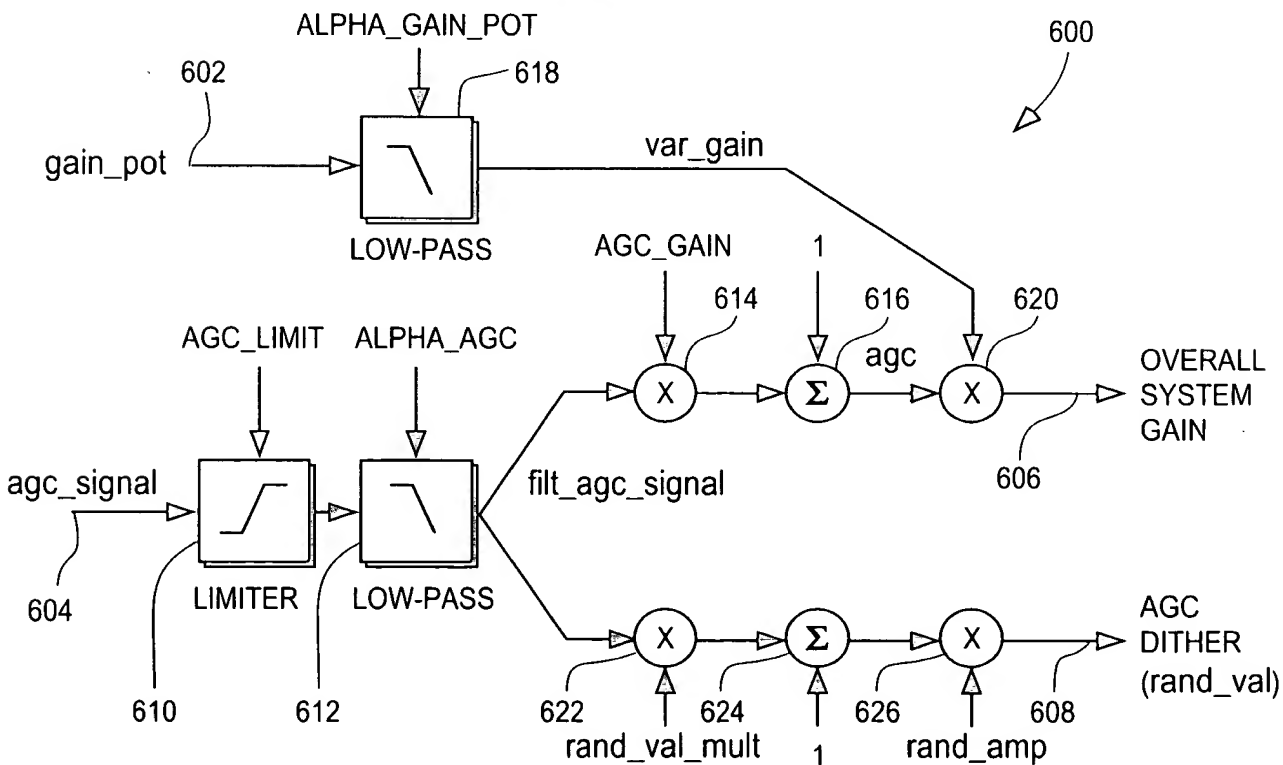 ALPHA_GAIN_POT
600
602
618
gain_pot
var_gain
LOW-PASS
AGC_GAIN
1
614
616
620
AGC_LIMIT
ALPHA_AGC
agc
X
Σ
X
OVERALL
SYSTEM
GAIN
606
agc_signal
filt_agc_signal
604
LIMITER
LOW-PASS
X
Σ
X
AGC
DITHER
(rand_val)
610
612
622
624
626
608
rand_val_mult
1
rand_amp